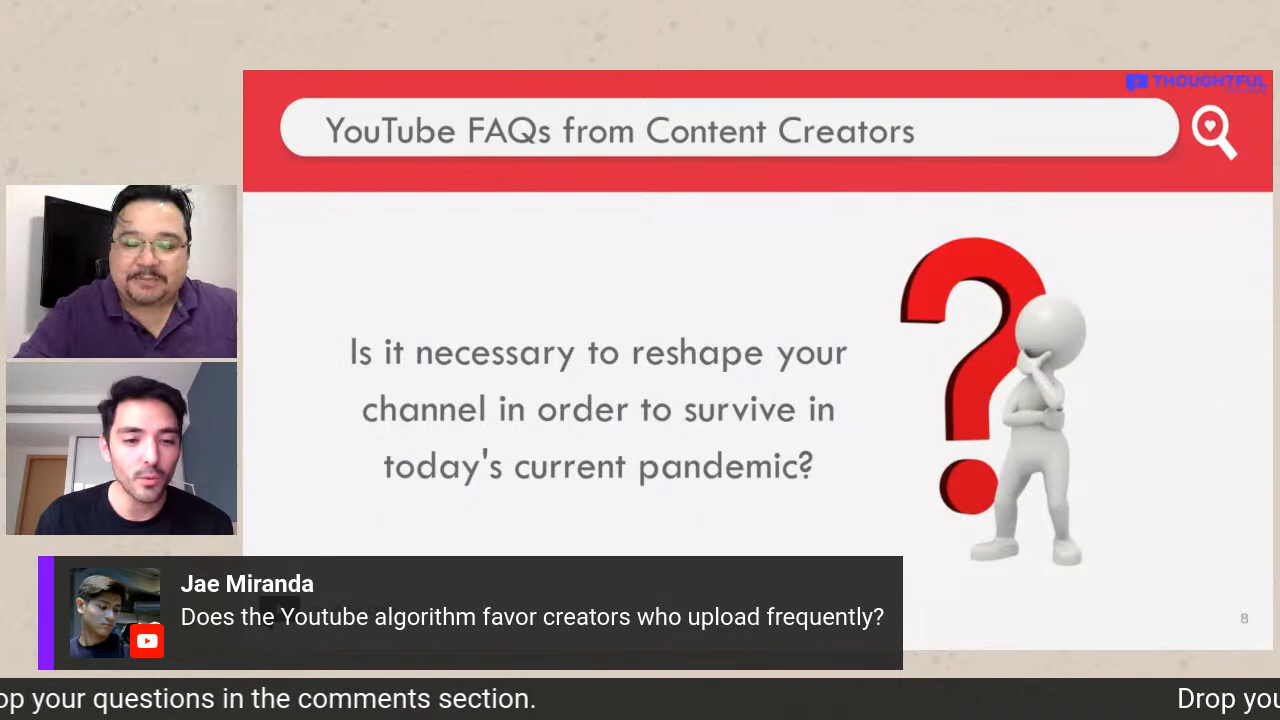 THOUGHTFUL
YouTube FAQs from Content Creators
Is it necessary to reshape your
channel in order to survive in
today's current pandemic?
Jae Miranda
Does the Youtube algorithm favor creators who upload frequently?
8
op your questions in the comments section.
Drop you